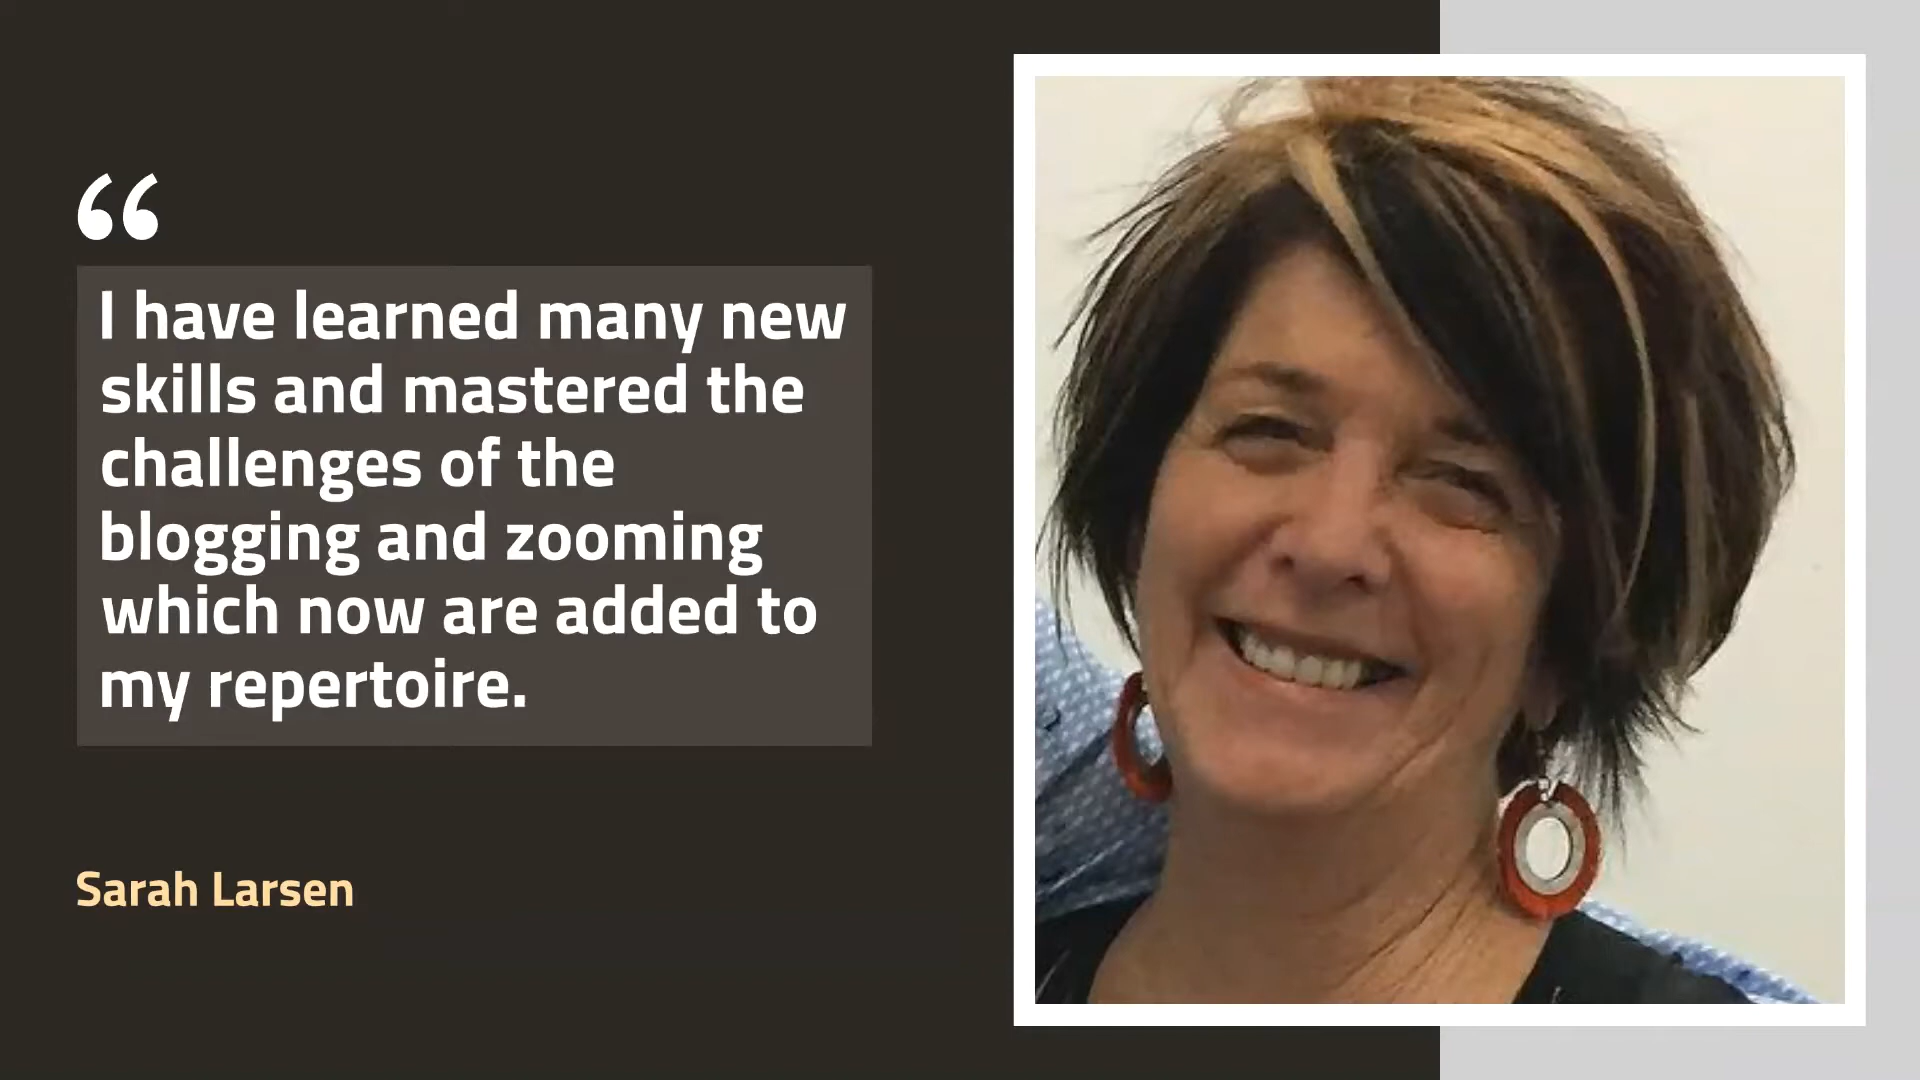 “
I have learned many new
skills and mastered the
challenges of the
blogging and zooming
which now are added to
my repertoire.
Sarah Larsen